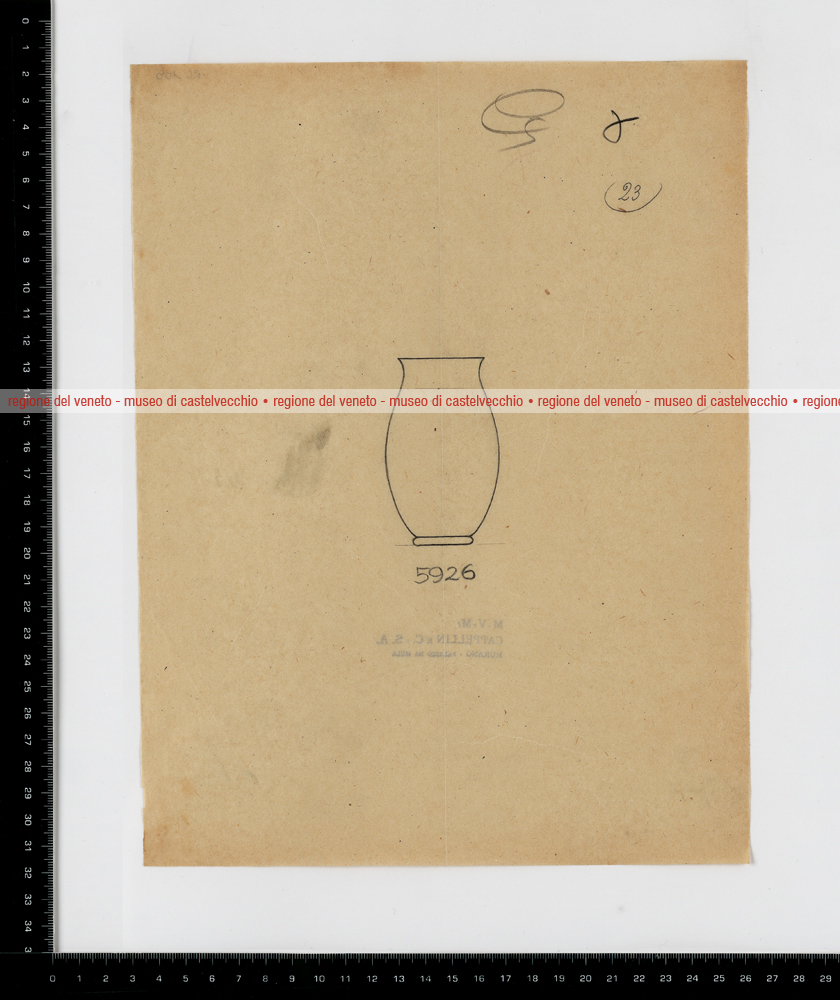 23
regione del veneto - museo di castelvecchio • regione del veneto - museo di castelvecchio • regione del veneto - museo di castelvecchio • regione
5926
M.V.M.
CAPPELLIN & C. S. A.
MURANO - PALAZZO DA MULA
0 1 2 3 4 5 6 7 8 9 10 11 12 13 15 16 17 18 19 20 21 22 23 24 25 26 27 28 29 30 31 32 33 34 3
0 1 2 3 4 5 6 7 8 9 10 11 12 13 14 15 16 17 18 19 20 21 22 23 24 25 26 27 28 29